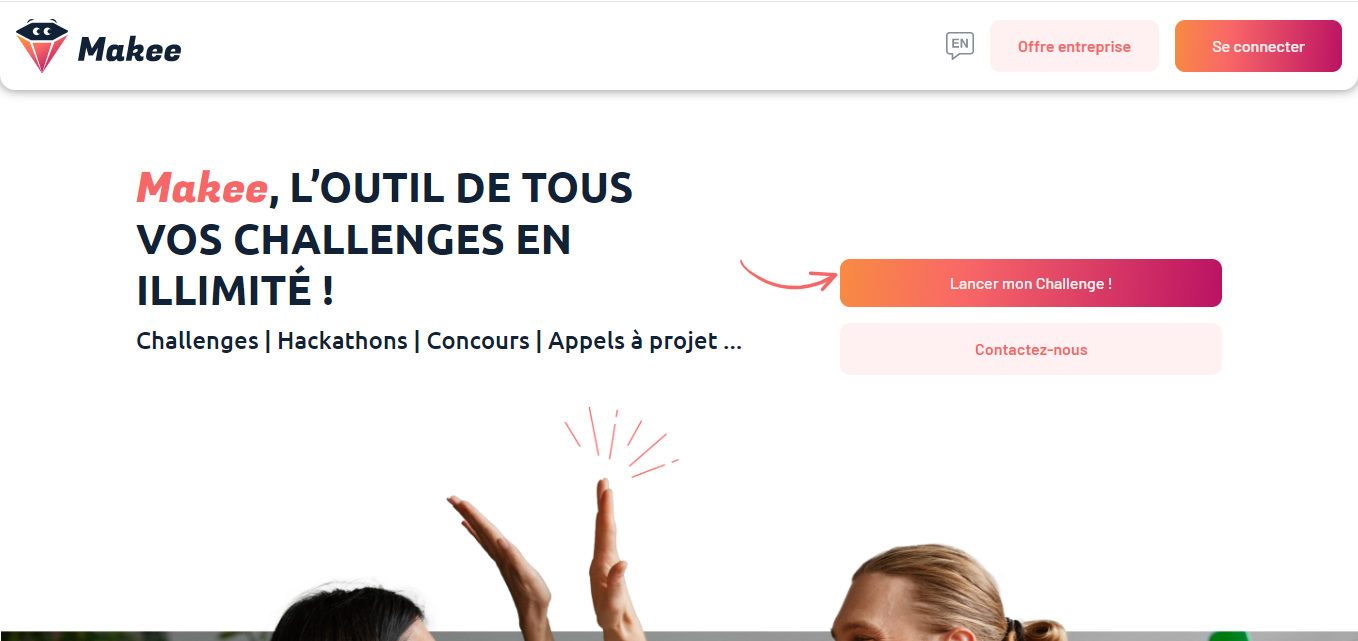 Makee
EN
Offre entreprise
Se connecter
Makee, L’OUTIL DE TOUS
VOS CHALLENGES EN
ILLIMITÉ !
Lancer mon Challenge !
Challenges | Hackathons | Concours | Appels à projet ...
Contactez-nous